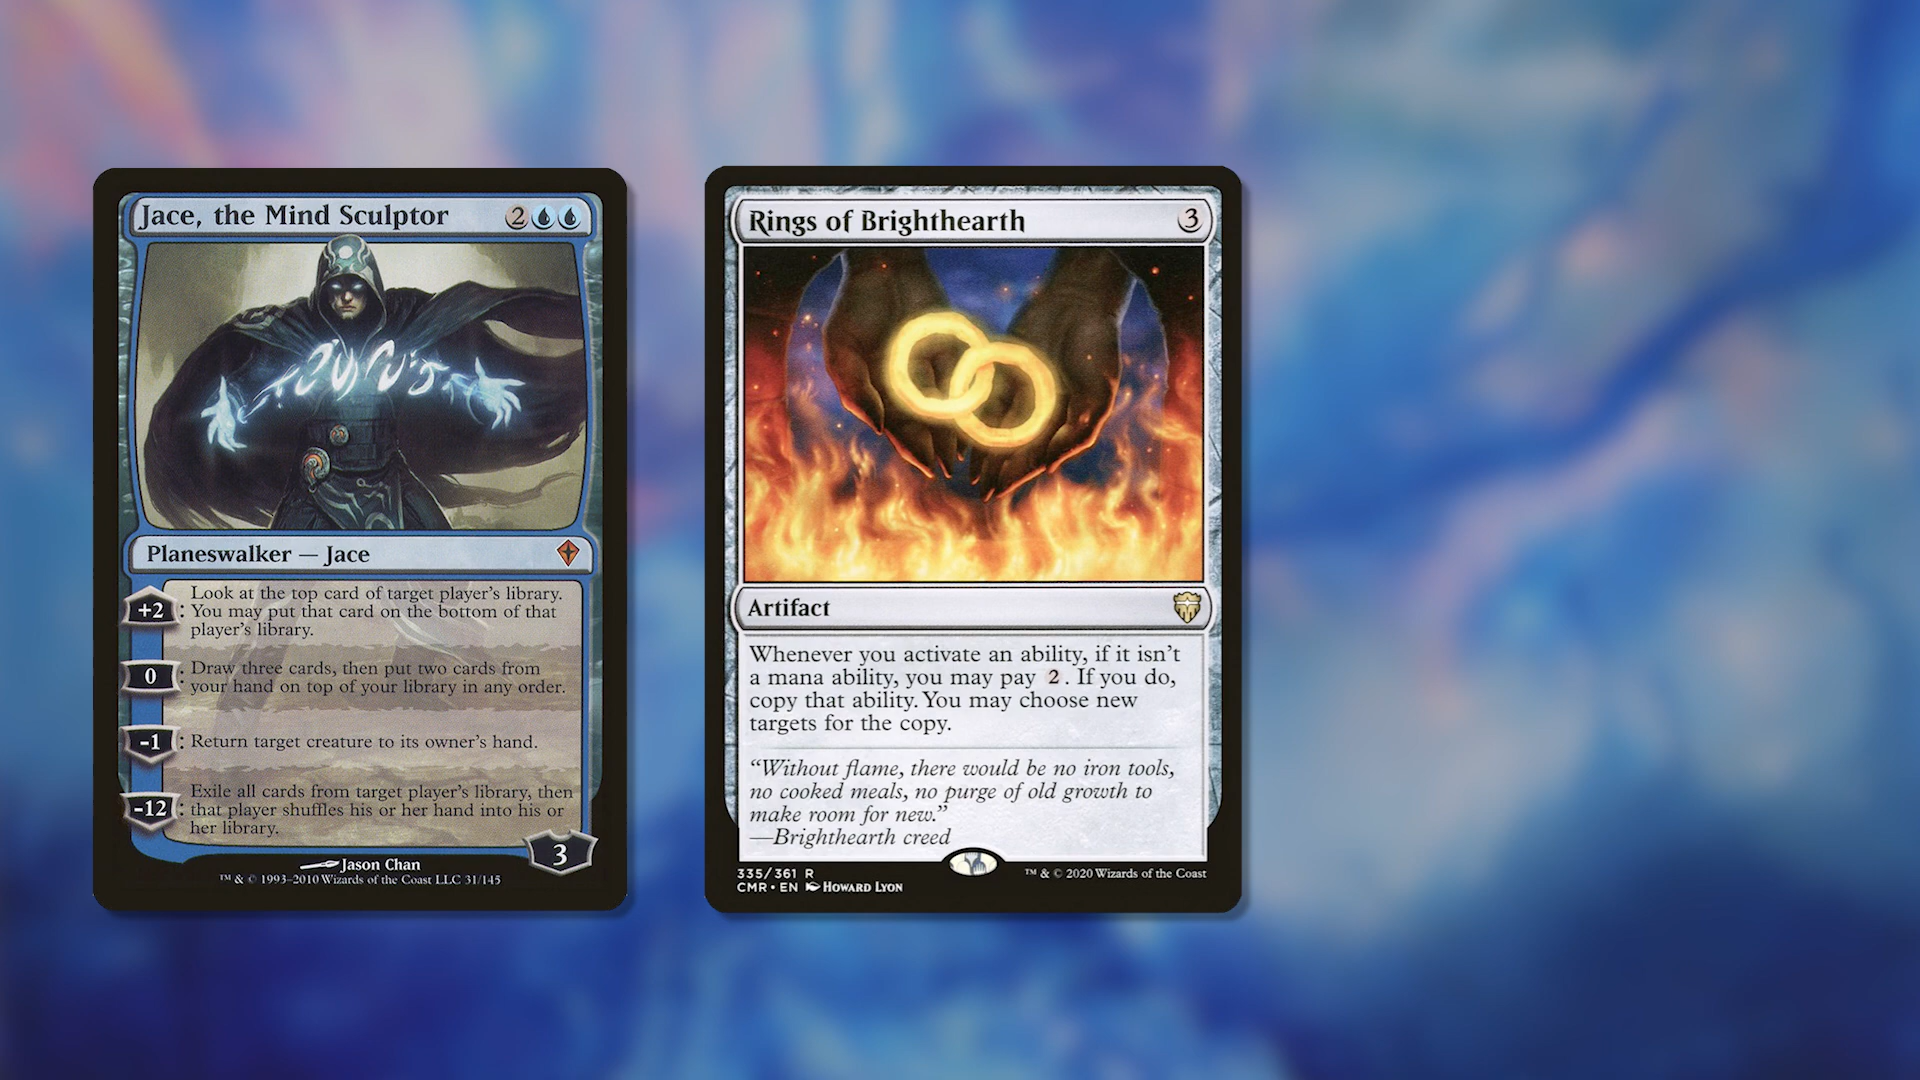 Jace, the Mind Sculptor 2
Planeswalker — Jace
+2 : Look at the top card of target player's library.
You may put that card on the bottom of that
player's library.
0 : Draw three cards, then put two cards from
your hand on top of your library in any order.
-1 : Return target creature to its owner's hand.
-12 : Exile all cards from target player's library, then
that player shuffles his or her hand into his or
her library.
3
Jason Chan
™ & © 1993–2010 Wizards of the Coast LLC 31/145
Rings of Brighthearth 3
Artifact
Whenever you activate an ability, if it isn't
a mana ability, you may pay 2. If you do,
copy that ability. You may choose new
targets for the copy.
“Without flame, there would be no iron tools,
no cooked meals, no purge of old growth to
make room for new.”
—Brighthearth creed
335/361 R
CMR • EN Howard Lyon
™ & © 2020 Wizards of the Coast